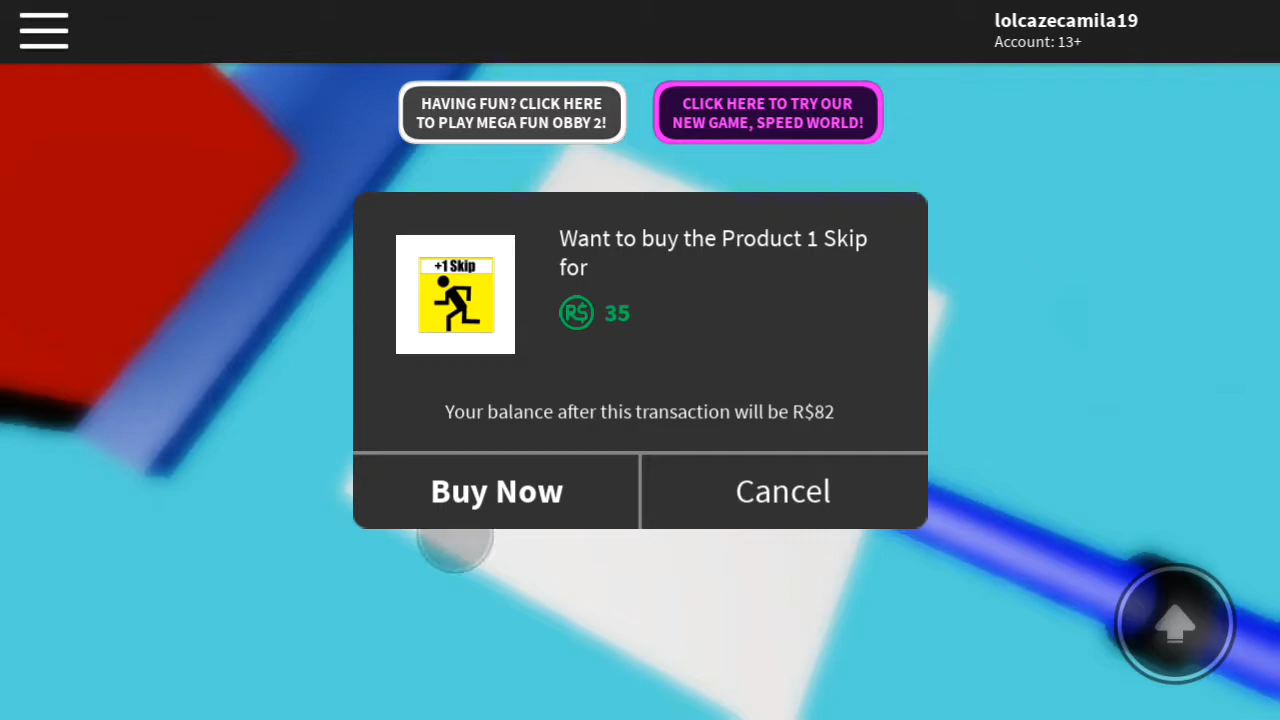 lolcazecamila19
Account: 13+
HAVING FUN? CLICK HERE
TO PLAY MEGA FUN OBBY 2!
CLICK HERE TO TRY OUR
NEW GAME, SPEED WORLD!
+1 Skip
Want to buy the Product 1 Skip
for
R$ 35
Your balance after this transaction will be R$82
Buy Now
Cancel